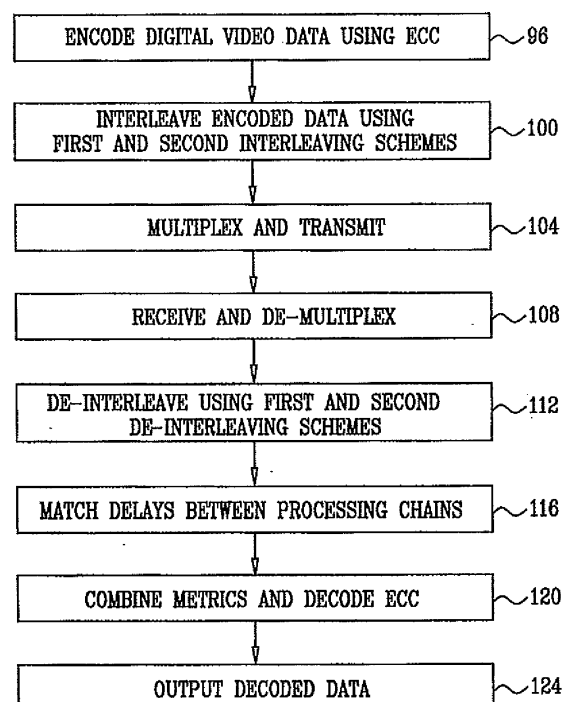 ENCODE DIGITAL VIDEO DATA USING ECC 96
INTERLEAVE ENCODED DATA USING
FIRST AND SECOND INTERLEAVING SCHEMES 100
MULTIPLEX AND TRANSMIT 104
RECEIVE AND DE-MULTIPLEX 108
DE-INTERLEAVE USING FIRST AND SECOND
DE-INTERLEAVING SCHEMES 112
MATCH DELAYS BETWEEN PROCESSING CHAINS 116
COMBINE METRICS AND DECODE ECC 120
OUTPUT DECODED DATA 124